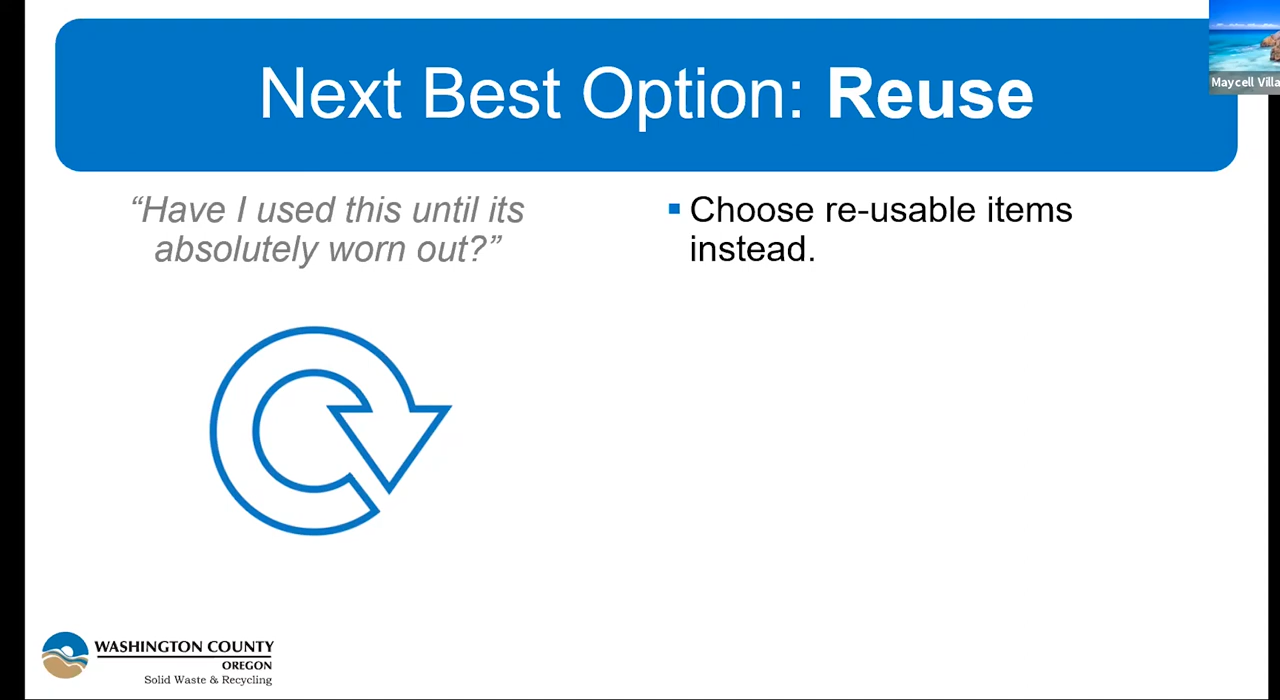 Next Best Option: Reuse
Maycell Villa
“Have I used this until its
absolutely worn out?”
Choose re-usable items
instead.
WASHINGTON COUNTY
OREGON
Solid Waste & Recycling